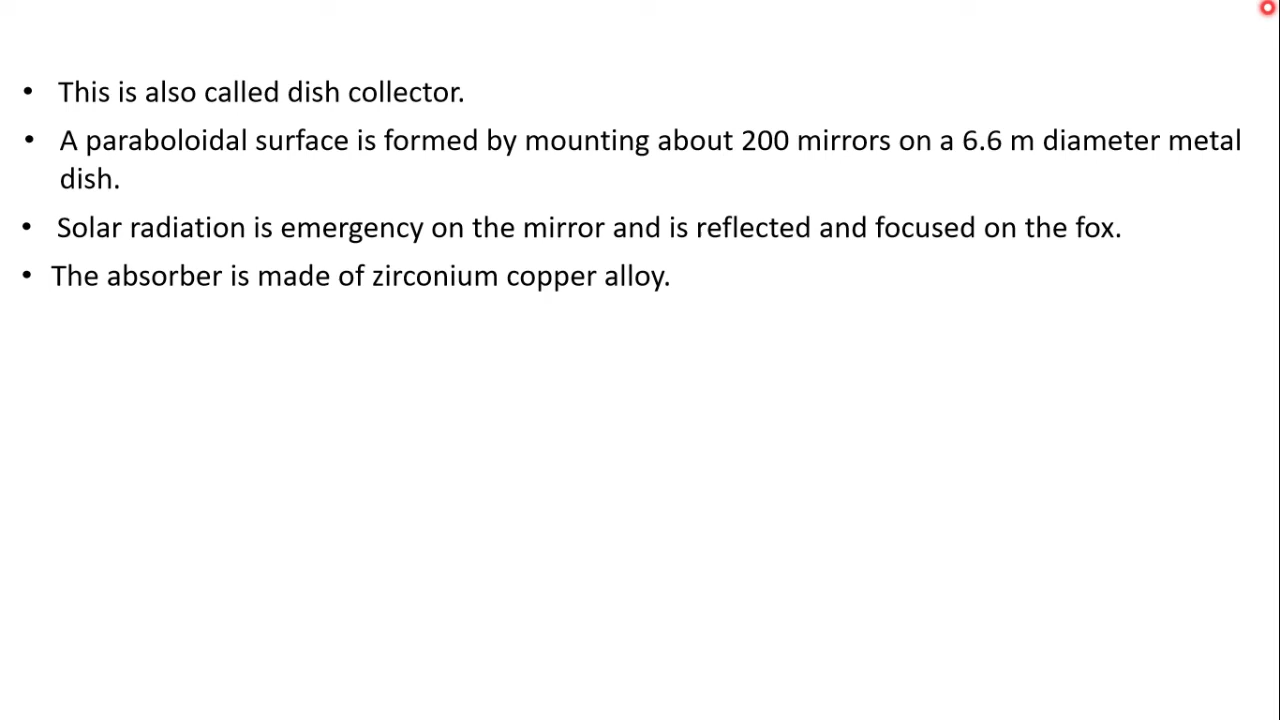 • This is also called dish collector.
• A paraboloidal surface is formed by mounting about 200 mirrors on a 6.6 m diameter metal
dish.
• Solar radiation is emergency on the mirror and is reflected and focused on the fox.
• The absorber is made of zirconium copper alloy.